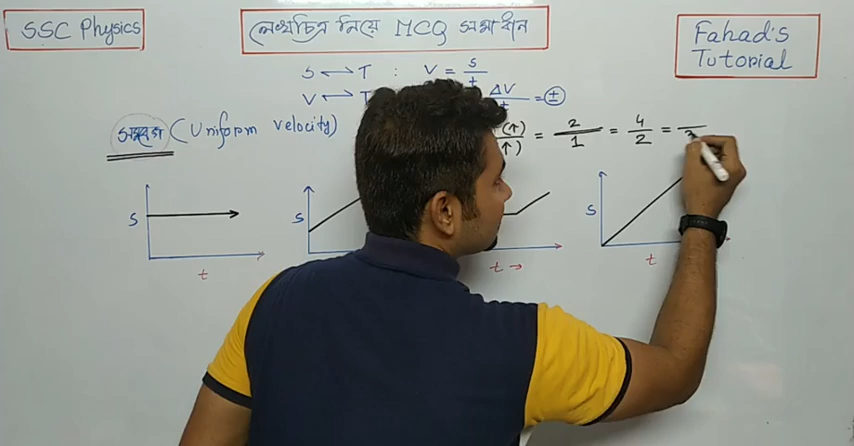 SSC Physics
লেখচিত্র নিয়ে MCQ সমাধান
Fahad's
Tutorial
S ⟷ T : V = s/t
V ⟷ T ΔV/t = ±
সমবেগ (Uniform velocity)
(↑)/↑) = 2/1 = 4/2 =
S
t
S
S
t
t →